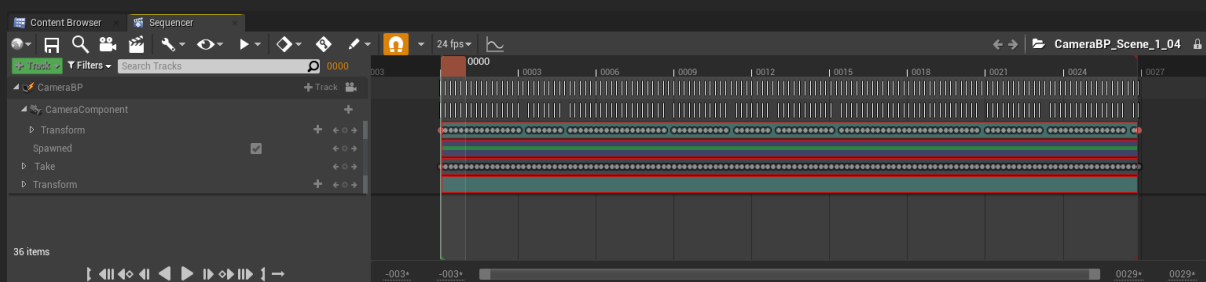 Content Browser Sequencer
24 fps CameraBP_Scene_1_04
Track Filters Search Tracks 0000
003 0000 0003 0006 0009 0012 0015 0018 0021 0024 0027
CameraBP Track
CameraComponent
Transform
Spawned
Take
Transform
36 items
-003* -003* 0029* 0029*